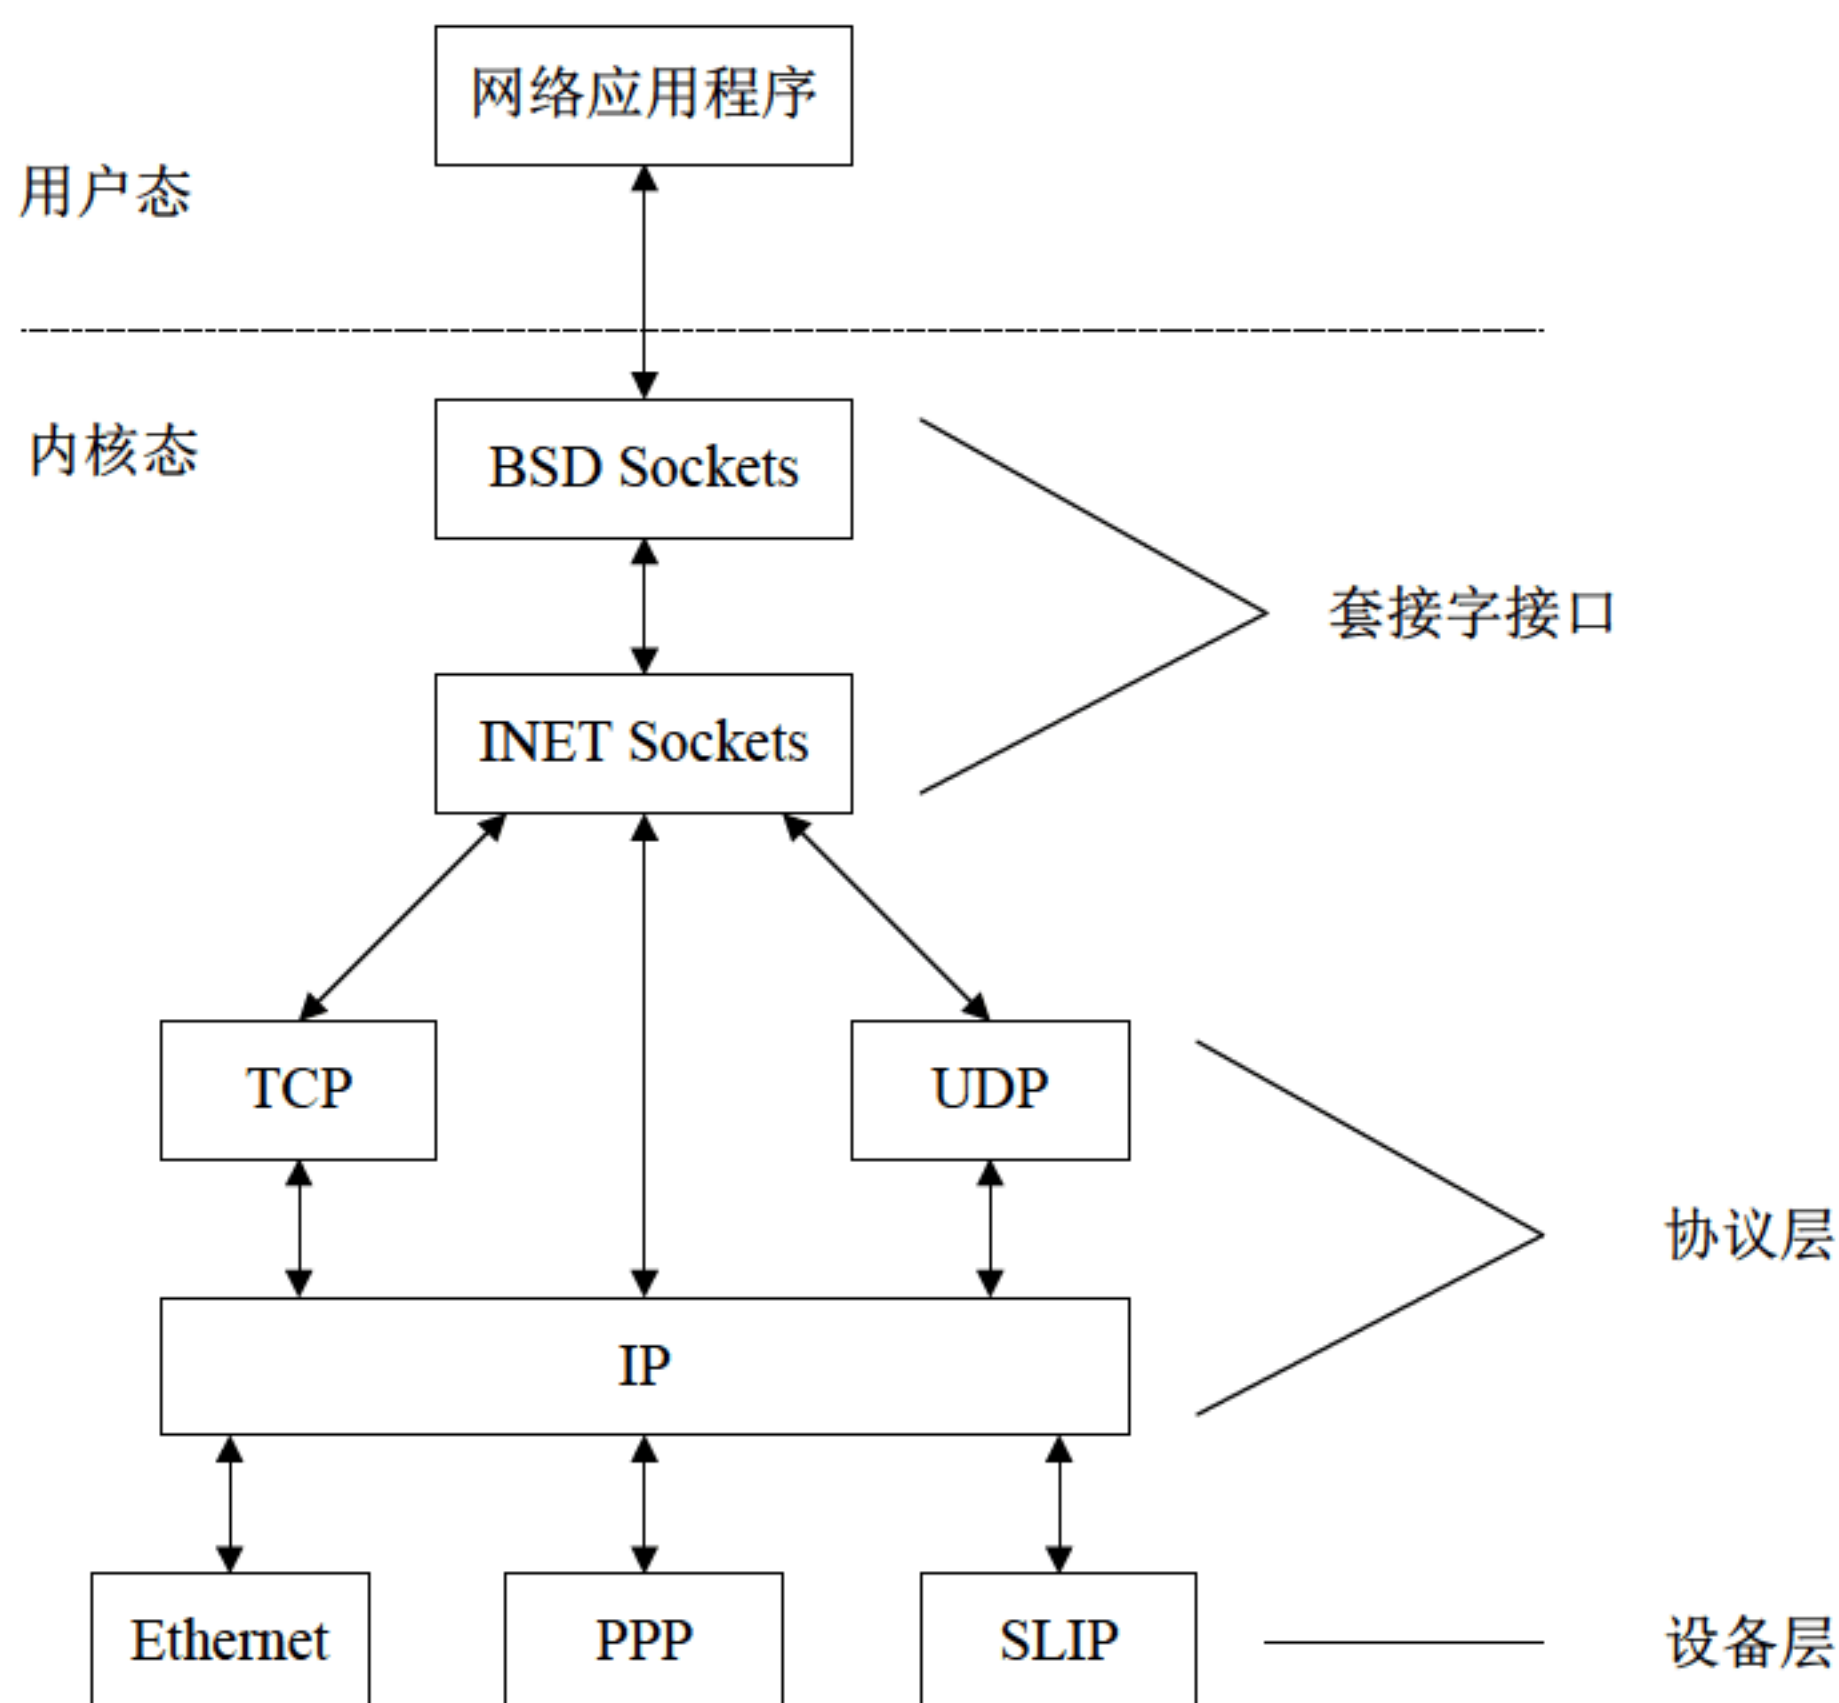 网络应用程序
用户态
内核态
BSD Sockets
套接字接口
INET Sockets
TCP
UDP
协议层
IP
Ethernet
PPP
SLIP
设备层